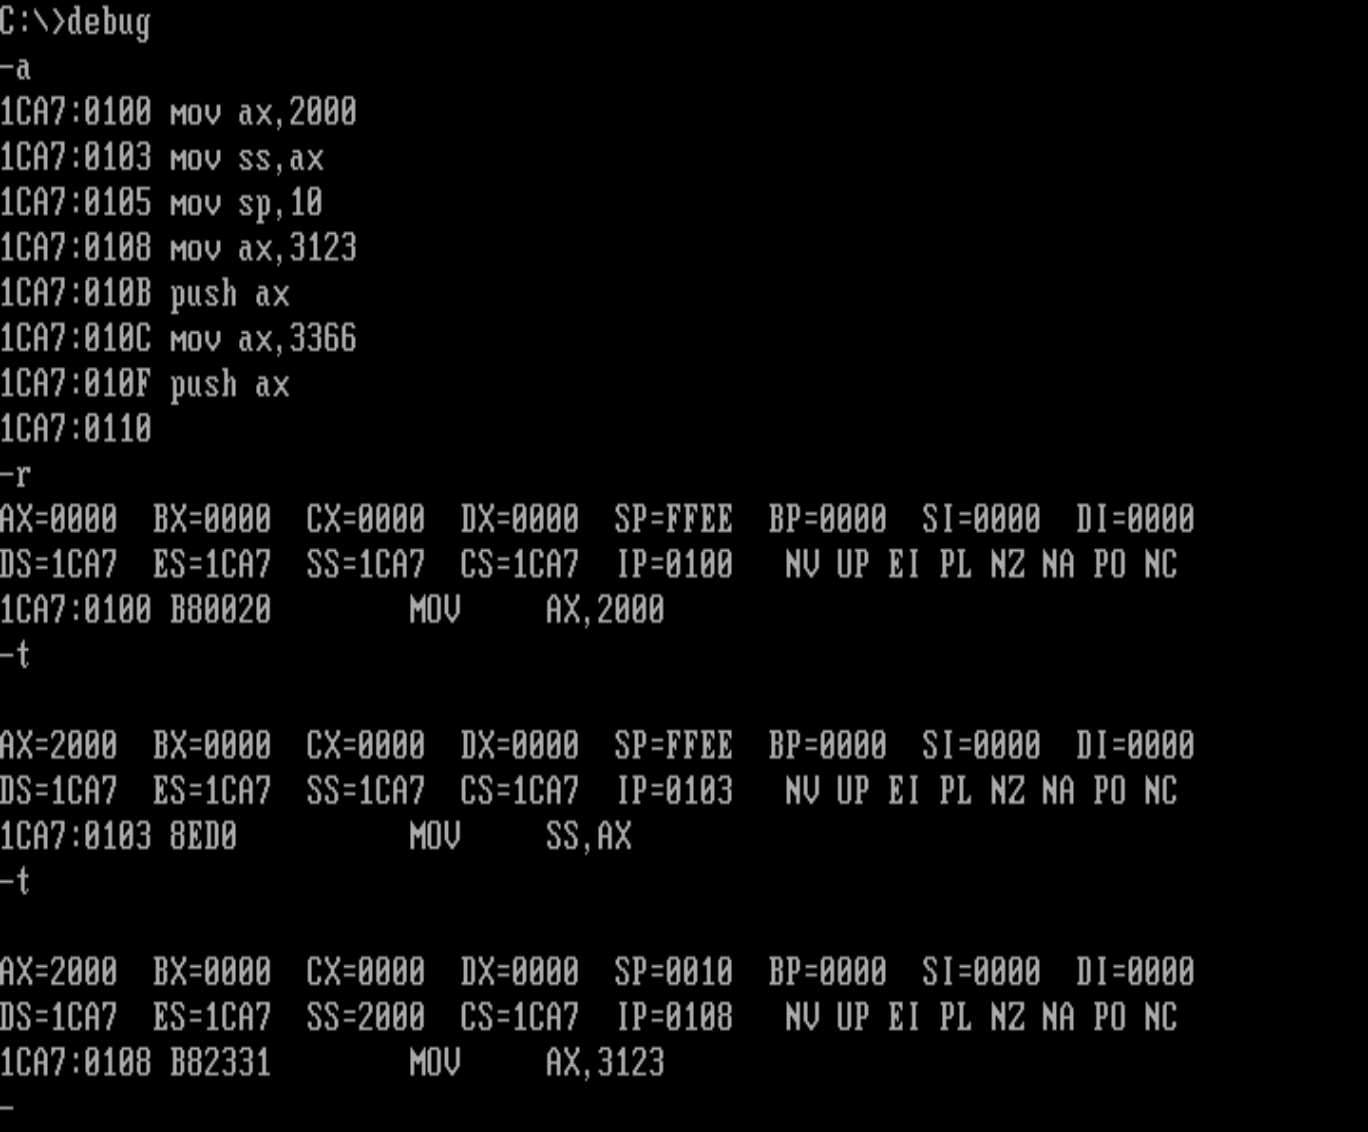 C:\>debug
-a
1CA7:0100 mov ax,2000
1CA7:0103 mov ss,ax
1CA7:0105 mov sp,10
1CA7:0108 mov ax,3123
1CA7:010B push ax
1CA7:010C mov ax,3366
1CA7:010F push ax
1CA7:0110
-r
AX=0000  BX=0000  CX=0000  DX=0000  SP=FFEE  BP=0000  SI=0000  DI=0000
DS=1CA7  ES=1CA7  SS=1CA7  CS=1CA7  IP=0100   NV UP EI PL NZ NA PO NC
1CA7:0100 B80020        MOV     AX,2000
-t
AX=2000  BX=0000  CX=0000  DX=0000  SP=FFEE  BP=0000  SI=0000  DI=0000
DS=1CA7  ES=1CA7  SS=1CA7  CS=1CA7  IP=0103   NV UP EI PL NZ NA PO NC
1CA7:0103 8ED0          MOV     SS,AX
-t
AX=2000  BX=0000  CX=0000  DX=0000  SP=0010  BP=0000  SI=0000  DI=0000
DS=1CA7  ES=1CA7  SS=2000  CS=1CA7  IP=0108   NV UP EI PL NZ NA PO NC
1CA7:0108 B82331        MOV     AX,3123
-